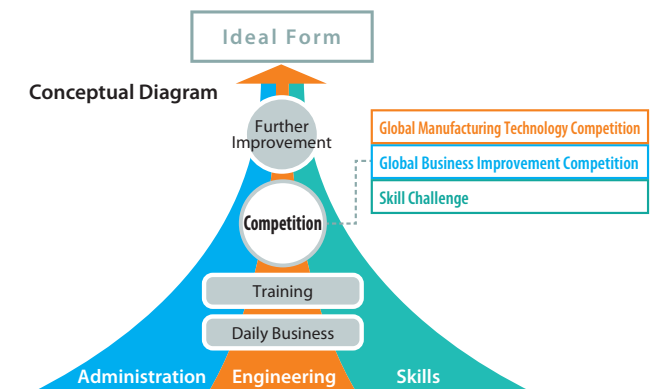 Ideal Form
Conceptual Diagram
Further
Improvement
Global Manufacturing Technology Competition
Global Business Improvement Competition
Skill Challenge
Competition
Training
Daily Business
Administration
Engineering
Skills